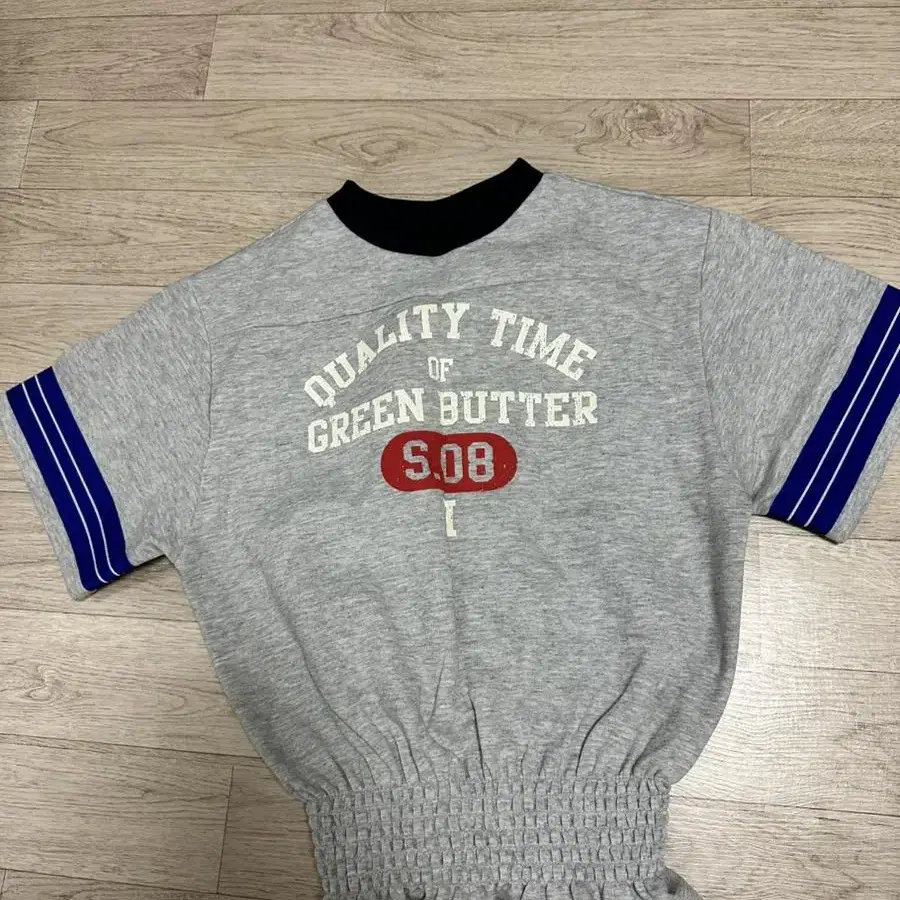 QUALITY TIME
OF
GREEN BUTTER
S.08
I